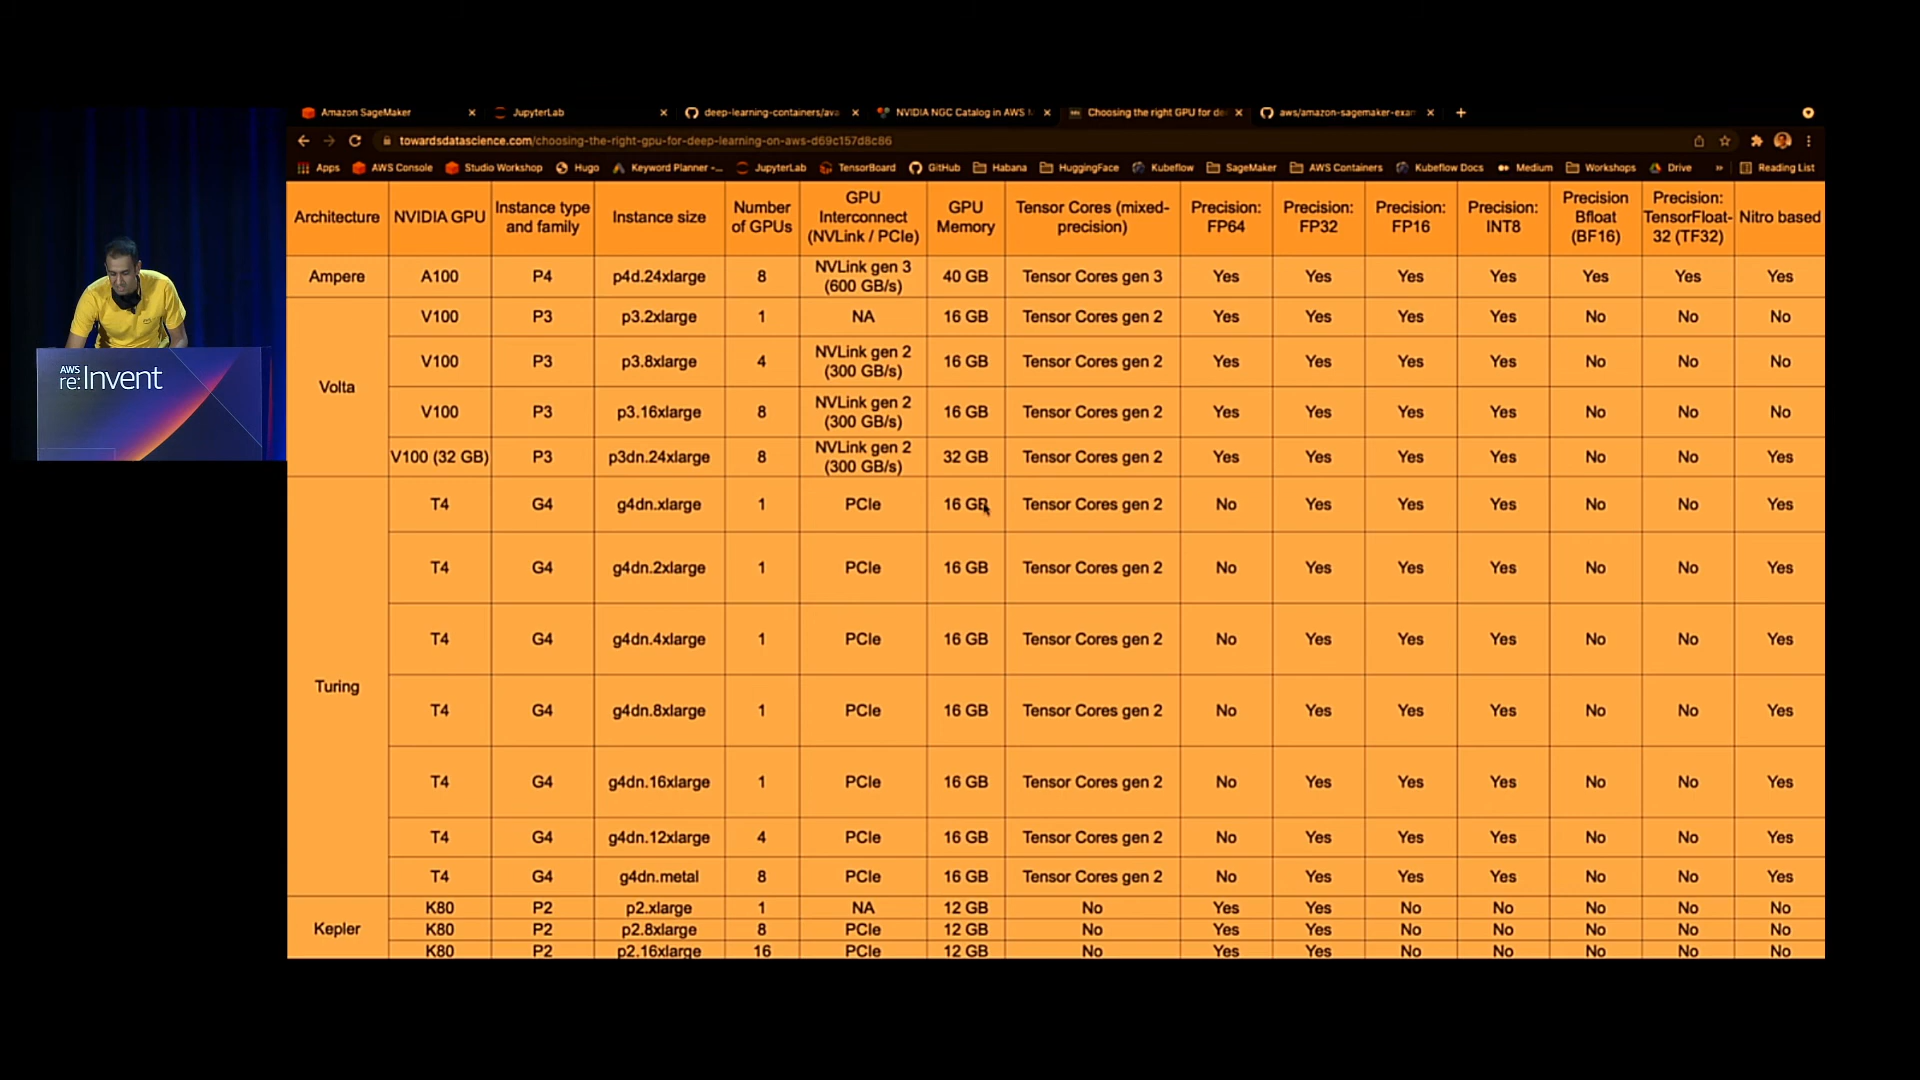 Amazon SageMaker
JupyterLab
deep-learning-containers/ava
NVIDIA NGC Catalog in AWS
Choosing the right GPU for de
aws/amazon-sagemaker-exam
towardsdatascience.com/choosing-the-right-gpu-for-deep-learning-on-aws-d69c157d8c86
Apps AWS Console Studio Workshop Hugo Keyword Planner -... JupyterLab TensorBoard GitHub Habana HuggingFace Kubeflow SageMaker AWS Containers Kubeflow Docs Medium Workshops Drive » Reading List
Architecture NVIDIA GPU Instance type and family Instance size Number of GPUs GPU Interconnect (NVLink / PCIe) GPU Memory Tensor Cores (mixed-precision) Precision: FP64 Precision: FP32 Precision: FP16 Precision: INT8 Precision Bfloat (BF16) Precision: TensorFloat-32 (TF32) Nitro based
Ampere A100 P4 p4d.24xlarge 8 NVLink gen 3 (600 GB/s) 40 GB Tensor Cores gen 3 Yes Yes Yes Yes Yes Yes Yes
Volta V100 P3 p3.2xlarge 1 NA 16 GB Tensor Cores gen 2 Yes Yes Yes Yes No No No
V100 P3 p3.8xlarge 4 NVLink gen 2 (300 GB/s) 16 GB Tensor Cores gen 2 Yes Yes Yes Yes No No No
V100 P3 p3.16xlarge 8 NVLink gen 2 (300 GB/s) 16 GB Tensor Cores gen 2 Yes Yes Yes Yes No No No
V100 (32 GB) P3 p3dn.24xlarge 8 NVLink gen 2 (300 GB/s) 32 GB Tensor Cores gen 2 Yes Yes Yes Yes No No Yes
Turing T4 G4 g4dn.xlarge 1 PCIe 16 GB Tensor Cores gen 2 No Yes Yes Yes No No Yes
T4 G4 g4dn.2xlarge 1 PCIe 16 GB Tensor Cores gen 2 No Yes Yes Yes No No Yes
T4 G4 g4dn.4xlarge 1 PCIe 16 GB Tensor Cores gen 2 No Yes Yes Yes No No Yes
T4 G4 g4dn.8xlarge 1 PCIe 16 GB Tensor Cores gen 2 No Yes Yes Yes No No Yes
T4 G4 g4dn.16xlarge 1 PCIe 16 GB Tensor Cores gen 2 No Yes Yes Yes No No Yes
T4 G4 g4dn.12xlarge 4 PCIe 16 GB Tensor Cores gen 2 No Yes Yes Yes No No Yes
T4 G4 g4dn.metal 8 PCIe 16 GB Tensor Cores gen 2 No Yes Yes Yes No No Yes
Kepler K80 P2 p2.xlarge 1 NA 12 GB No Yes Yes No No No No No
K80 P2 p2.8xlarge 8 PCIe 12 GB No Yes Yes No No No No No
K80 P2 p2.16xlarge 16 PCIe 12 GB No Yes Yes No No No No No
AWS
re:Invent